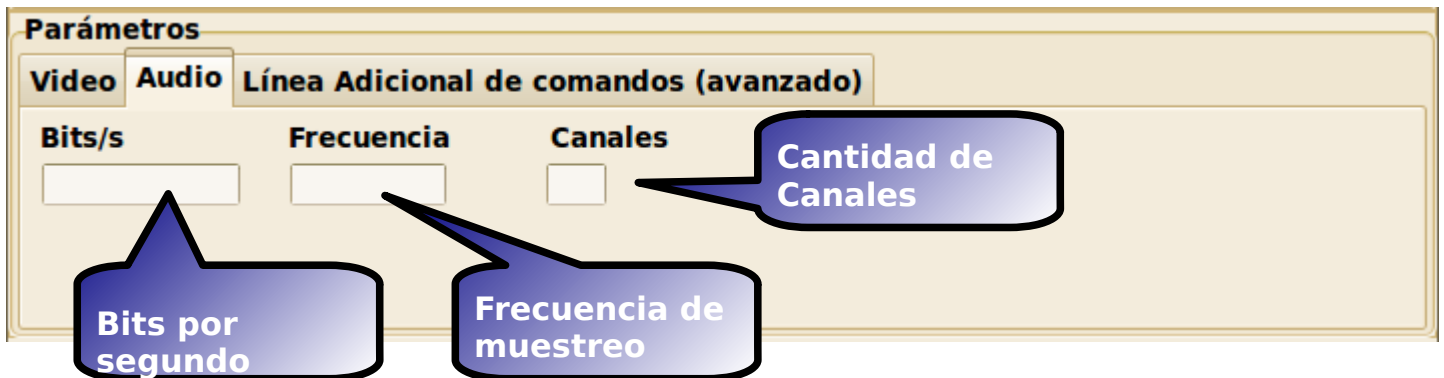 Parámetros
Video Audio Línea Adicional de comandos (avanzado)
Bits/s Frecuencia Canales
Cantidad de
Canales
Bits por
segundo
Frecuencia de
muestreo